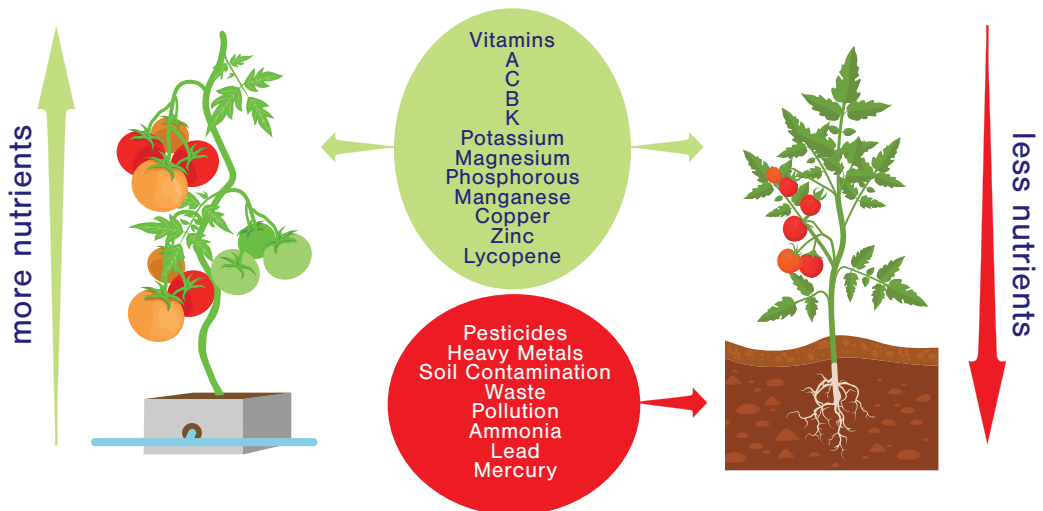 more nutrients
Vitamins
A
C
B
K
Potassium
Magnesium
Phosphorous
Manganese
Copper
Zinc
Lycopene
Pesticides
Heavy Metals
Soil Contamination
Waste
Pollution
Ammonia
Lead
Mercury
less nutrients